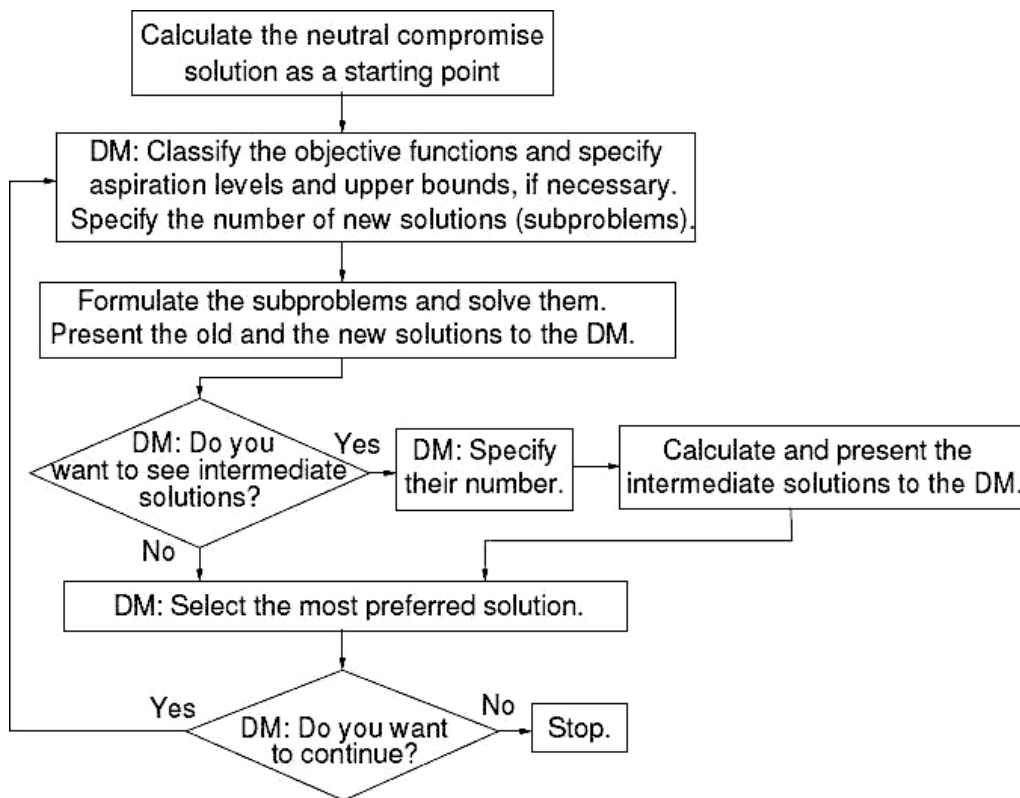 Calculate the neutral compromise
solution as a starting point
DM: Classify the objective functions and specify
aspiration levels and upper bounds, if necessary.
Specify the number of new solutions (subproblems).
Formulate the subproblems and solve them.
Present the old and the new solutions to the DM.
DM: Do you
want to see intermediate
solutions?
Yes
DM: Specify
their number.
Calculate and present the
intermediate solutions to the DM.
No
DM: Select the most preferred solution.
Yes
DM: Do you want
to continue?
No
Stop.